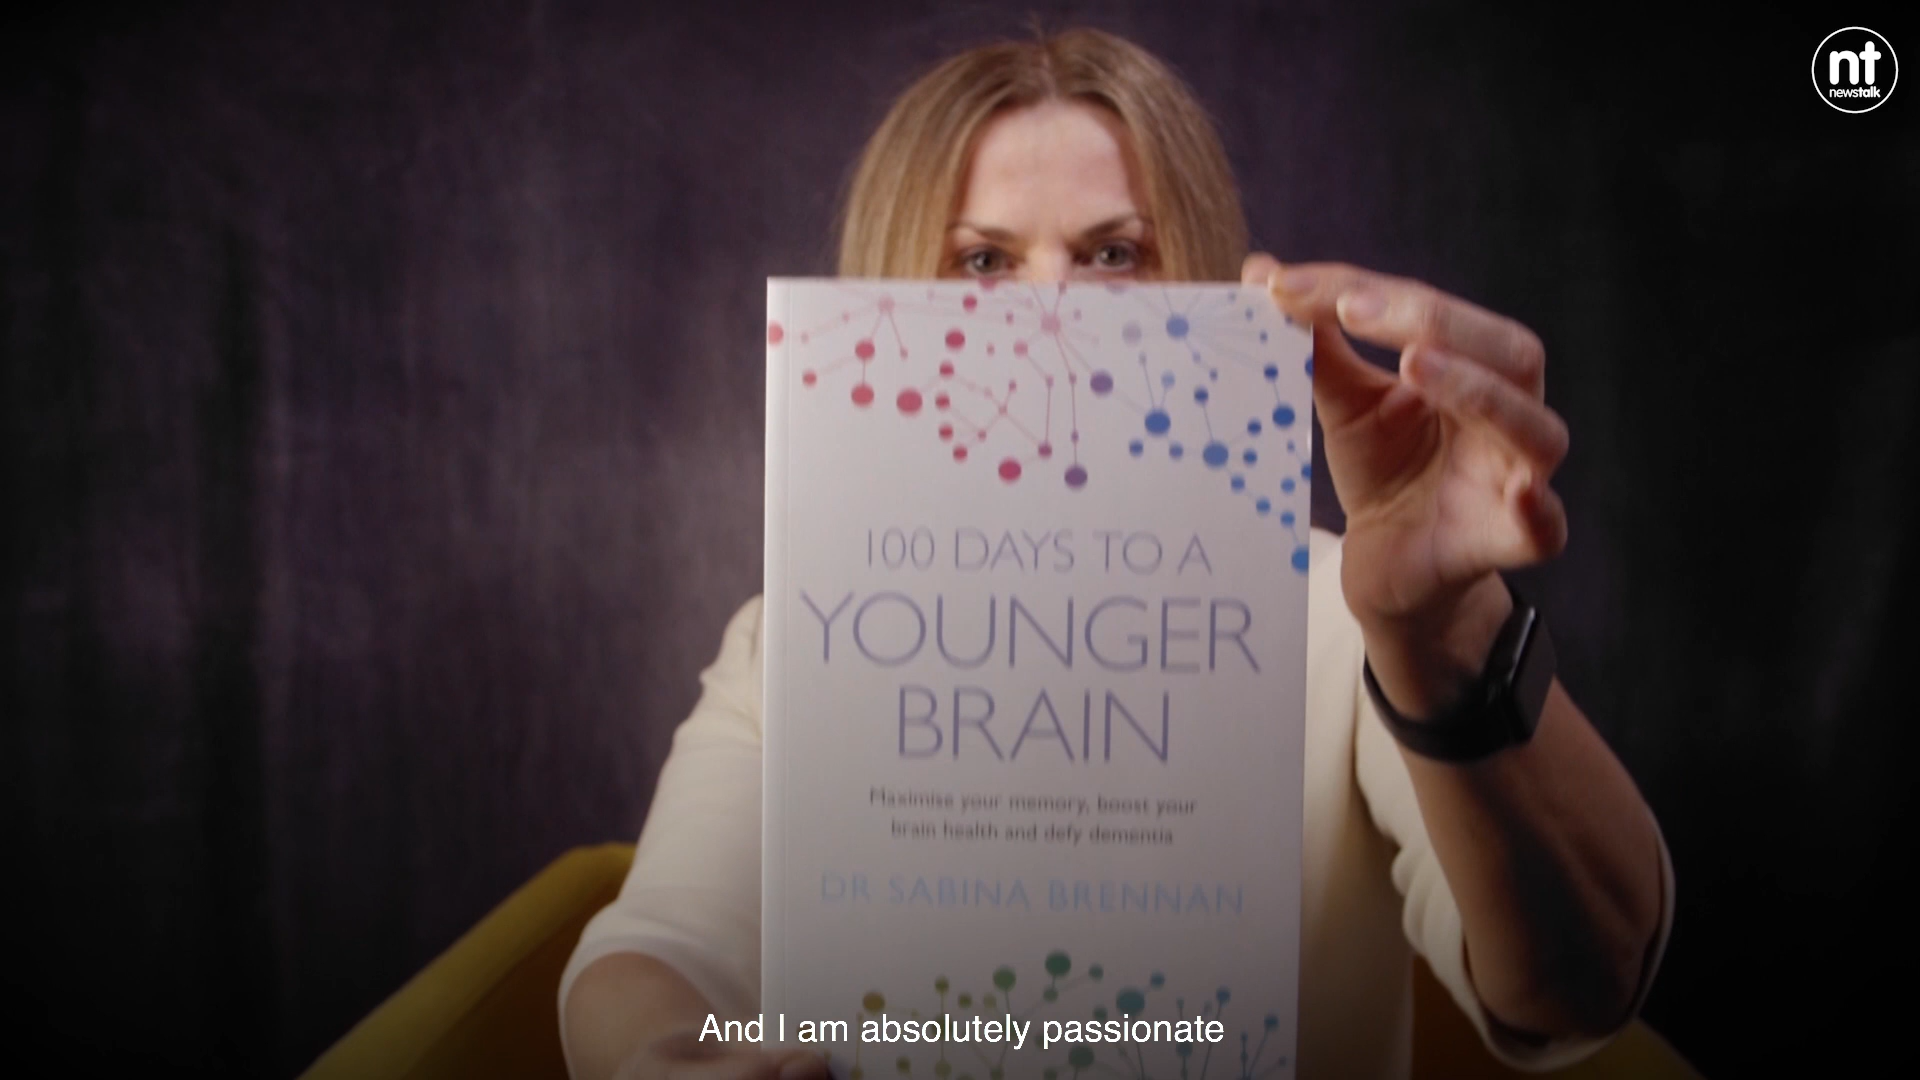 nt
newstalk
100 DAYS TO A
YOUNGER
BRAIN
Maximise your memory, boost your
brain health and defy dementia
DR SABINA BRENNAN
And I am absolutely passionate